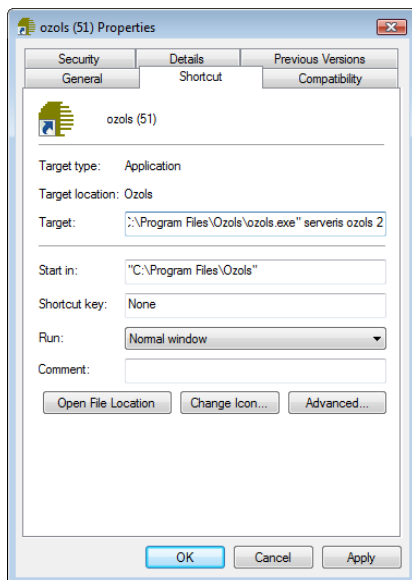 ozols (51) Properties
Security Details Previous Versions
General Shortcut Compatibility
ozols (51)
Target type: Application
Target location: Ozols
Target: :\Program Files\Ozols\ozols.exe" serveris ozols 2
Start in: "C:\Program Files\Ozols"
Shortcut key: None
Run: Normal window
Comment:
Open File Location Change Icon... Advanced...
OK Cancel Apply